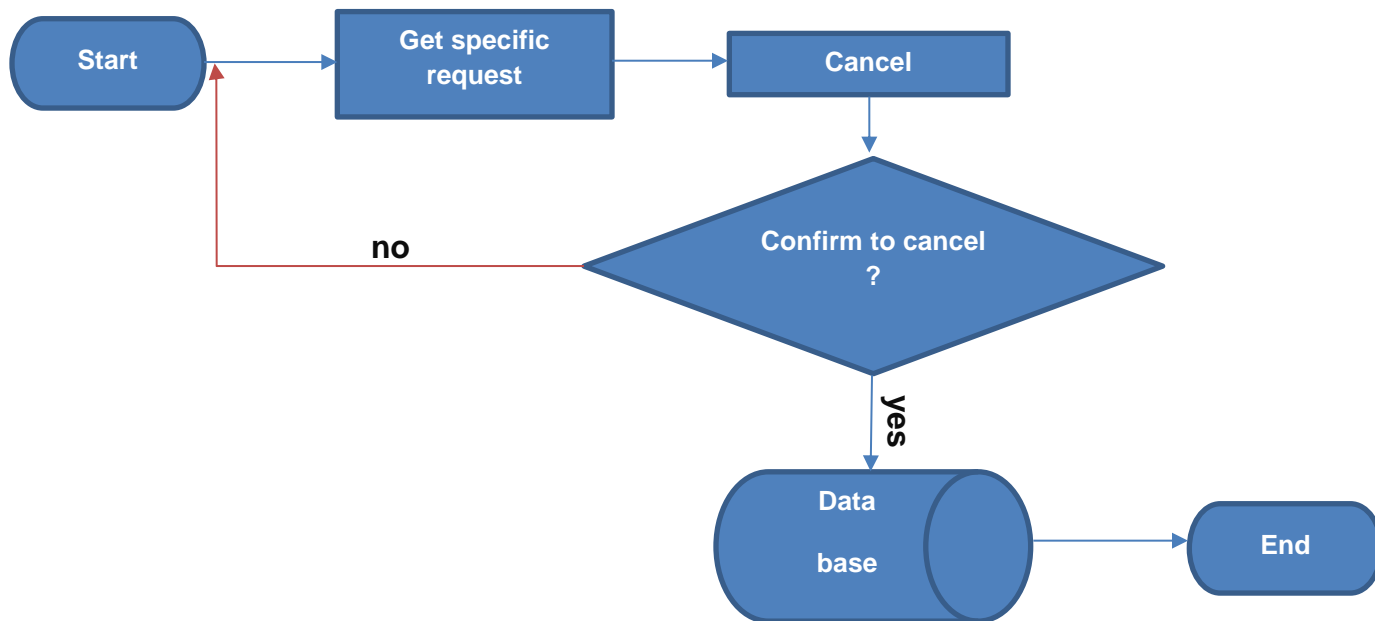 Start
Get specific
request
Cancel
Confirm to cancel
?
no
yes
Data
base
End